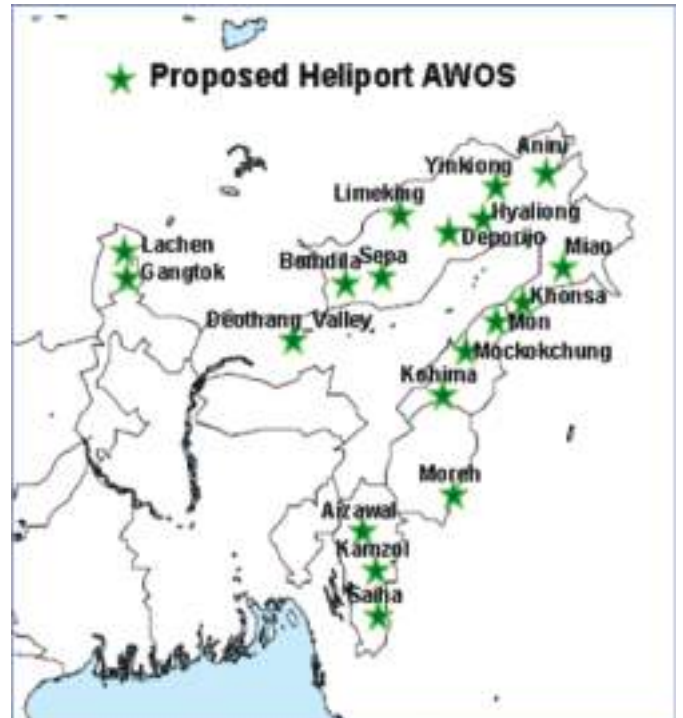 Proposed Heliport AWOS
Anini
Yinkiong
Limeking
Hyaliong
Deporijo
Miao
Lachen
Gangtok
Bomdila
Sepa
Khonsa
Deothang Valley
Mon
Mockokchung
Kohima
Moreh
Aizawal
Kamzol
Saiha